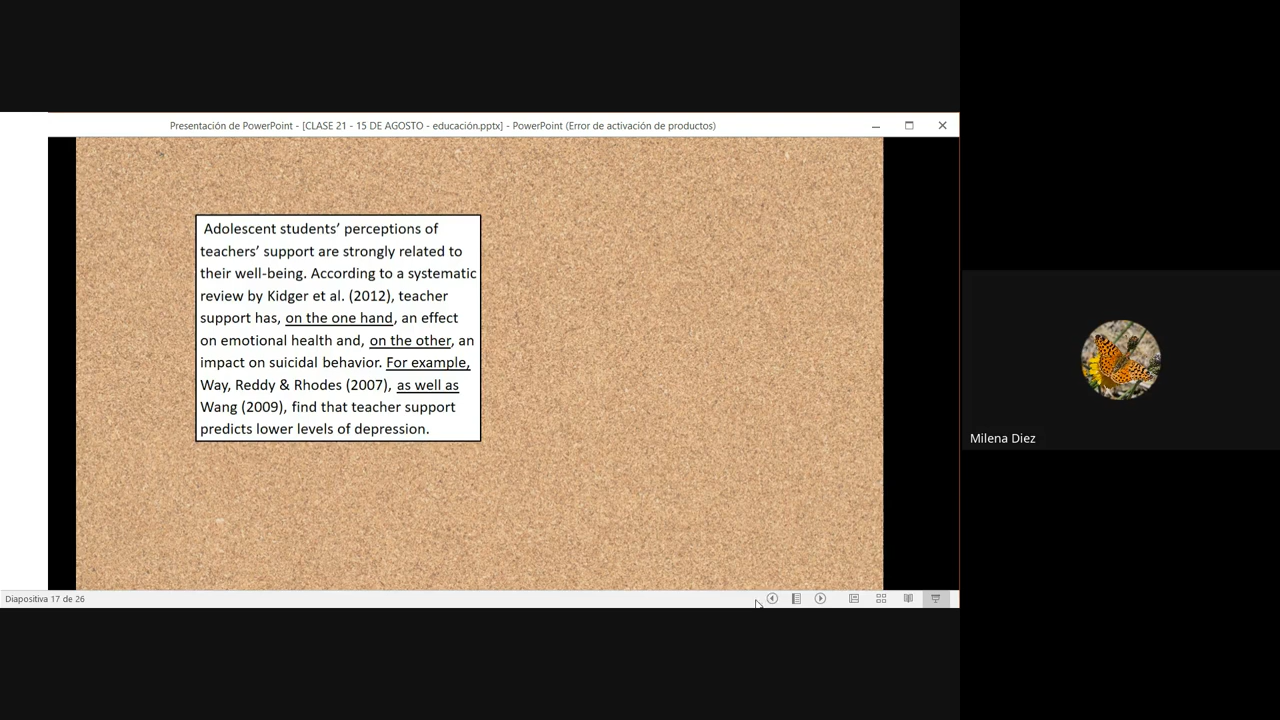 Presentación de PowerPoint - [CLASE 21 - 15 DE AGOSTO - educación.pptx] - PowerPoint (Error de activación de productos)
Adolescent students’ perceptions of
teachers’ support are strongly related to
their well-being. According to a systematic
review by Kidger et al. (2012), teacher
support has, on the one hand, an effect
on emotional health and, on the other, an
impact on suicidal behavior. For example,
Way, Reddy & Rhodes (2007), as well as
Wang (2009), find that teacher support
predicts lower levels of depression.
Milena Diez
Diapositiva 17 de 26